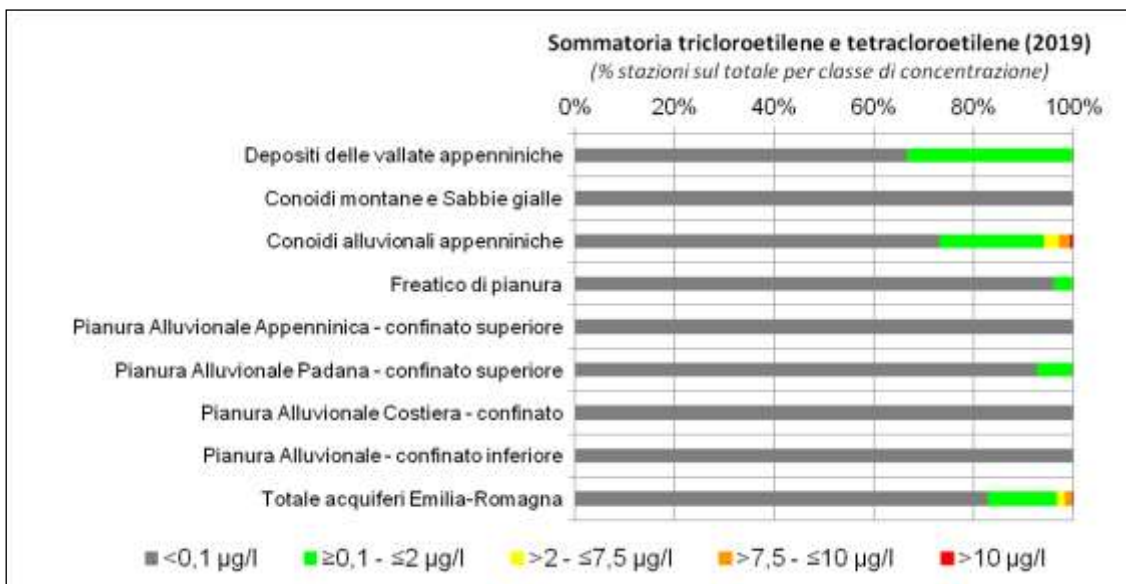 Sommatoria tricloroetilene e tetracloroetilene (2019)
(% stazioni sul totale per classe di concentrazione)
0% 20% 40% 60% 80% 100%
Depositi delle vallate appenniniche
Conoidi montane e Sabbie gialle
Conoidi alluvionali appenniniche
Freatico di pianura
Pianura Alluvionale Appenninica - confinato superiore
Pianura Alluvionale Padana - confinato superiore
Pianura Alluvionale Costiera - confinato
Pianura Alluvionale - confinato inferiore
Totale acquiferi Emilia-Romagna
<0,1 µg/l ≥0,1 - ≤2 µg/l >2 - ≤7,5 µg/l >7,5 - ≤10 µg/l >10 µg/l